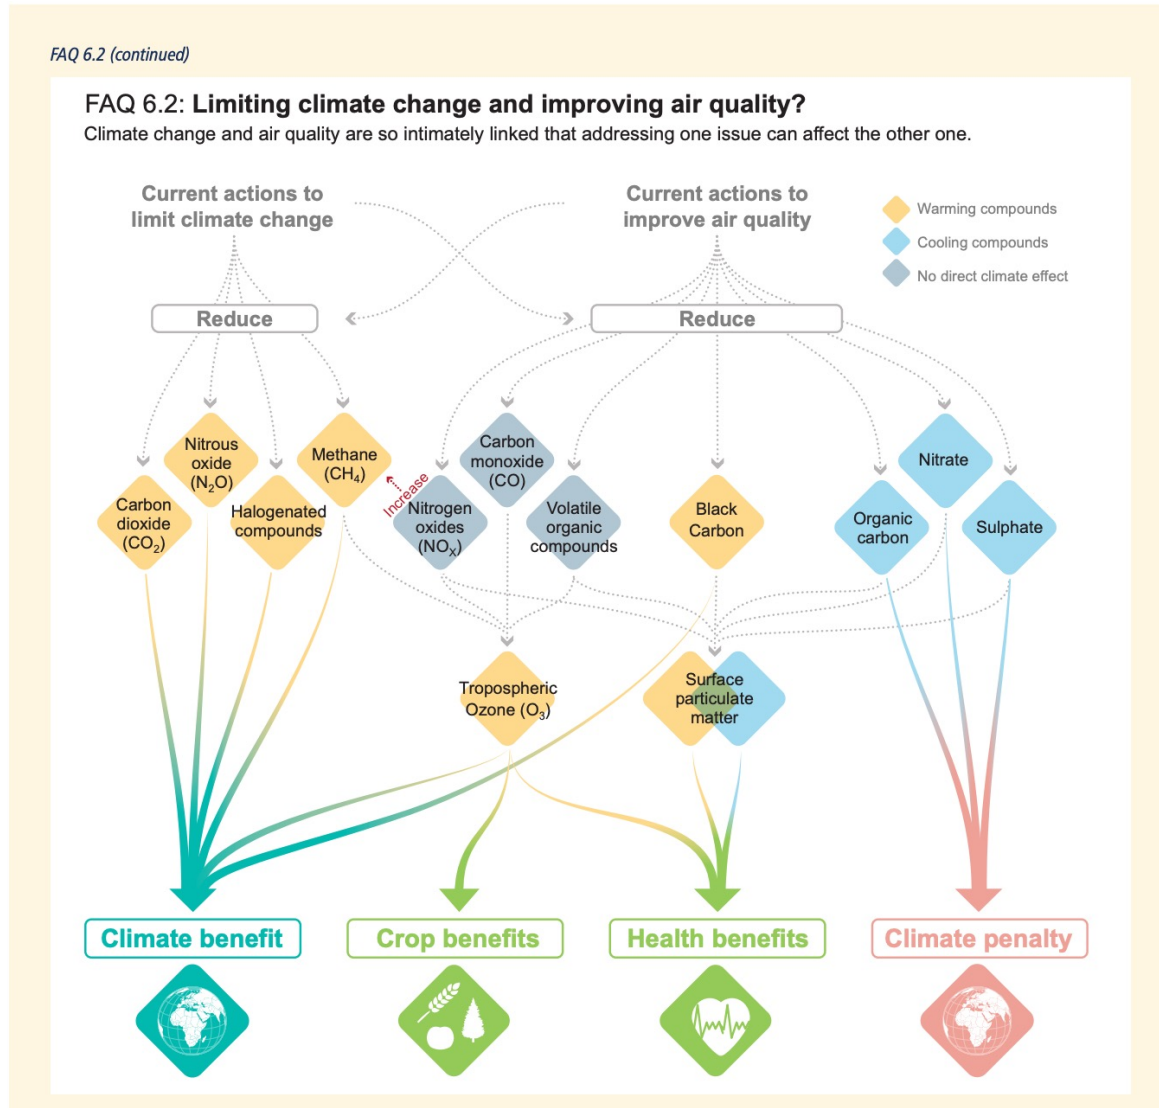 FAQ 6.2 (continued)
FAQ 6.2: Limiting climate change and improving air quality?
Climate change and air quality are so intimately linked that addressing one issue can affect the other one.
Current actions to
limit climate change
Current actions to
improve air quality
Warming compounds
Cooling compounds
No direct climate effect
Reduce
Reduce
Nitrous
oxide
(N₂O)
Methane
(CH₄)
Carbon
monoxide
(CO)
Nitrate
Increase
Carbon
dioxide
(CO₂)
Halogenated
compounds
Nitrogen
oxides
(NOₓ)
Volatile
organic
compounds
Black
Carbon
Organic
carbon
Sulphate
Tropospheric
Ozone (O₃)
Surface
particulate
matter
Climate benefit
Crop benefits
Health benefits
Climate penalty